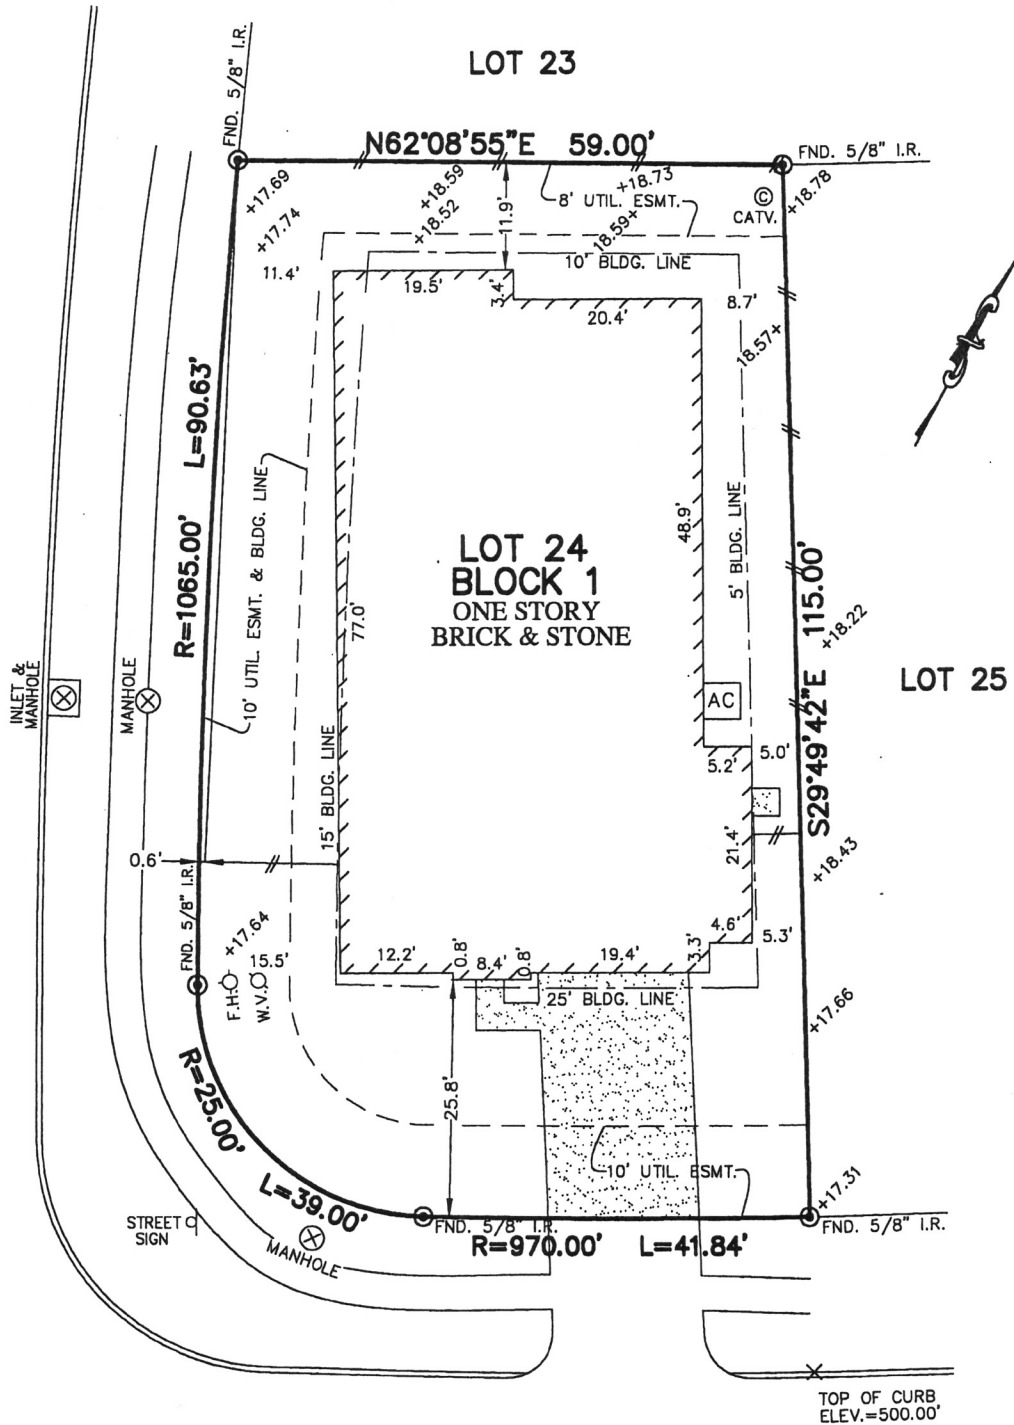 LOT 23
FND. 5/8" I.R.
N62°08'55"E 59.00'
FND. 5/8" I.R.
+17.69
+18.59
+18.73
+18.78
8' UTIL. ESMT.
©
CATV.
+17.74
+18.52
11.9'
18.59+
10' BLDG. LINE
11.4'
19.5'
3.4'
20.4'
8.7'
18.57+
R=1065.00' L=90.63'
10' UTIL. ESMT. & BLDG. LINE
77.0'
48.9'
5' BLDG. LINE
LOT 24
BLOCK 1
ONE STORY
BRICK & STONE
S29°49'42"E 115.00'
+18.22
LOT 25
INLET &
MANHOLE
MANHOLE
AC
15' BLDG. LINE
5.2'
5.0'
21.4'
+18.43
0.6'
FND. 5/8" I.R.
+17.64
F.H.
W.V.
15.5'
12.2'
0.8'
8.4'
0.8'
19.4'
3.3'
4.6'
5.3'
25' BLDG. LINE
+17.66
25.8'
R=25.00' L=39.00'
10' UTIL. ESMT.
+17.31
STREET
SIGN
MANHOLE
FND. 5/8" I.R.
FND. 5/8" I.R.
R=970.00' L=41.84'
TOP OF CURB
ELEV.=500.00'